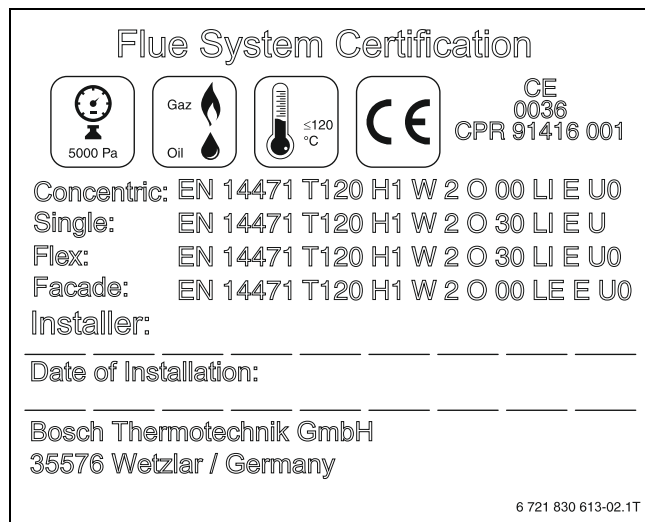 Flue System Certification
5000 Pa
Gaz
Oil
≤120
°C
CE
CE
0036
CPR 91416 001
Concentric: EN 14471 T120 H1 W 2 O 00 LI E U0
Single: EN 14471 T120 H1 W 2 O 30 LI E U
Flex: EN 14471 T120 H1 W 2 O 30 LI E U0
Facade: EN 14471 T120 H1 W 2 O 00 LE E U0
Installer:
Date of Installation:
Bosch Thermotechnik GmbH
35576 Wetzlar / Germany
6 721 830 613-02.1T